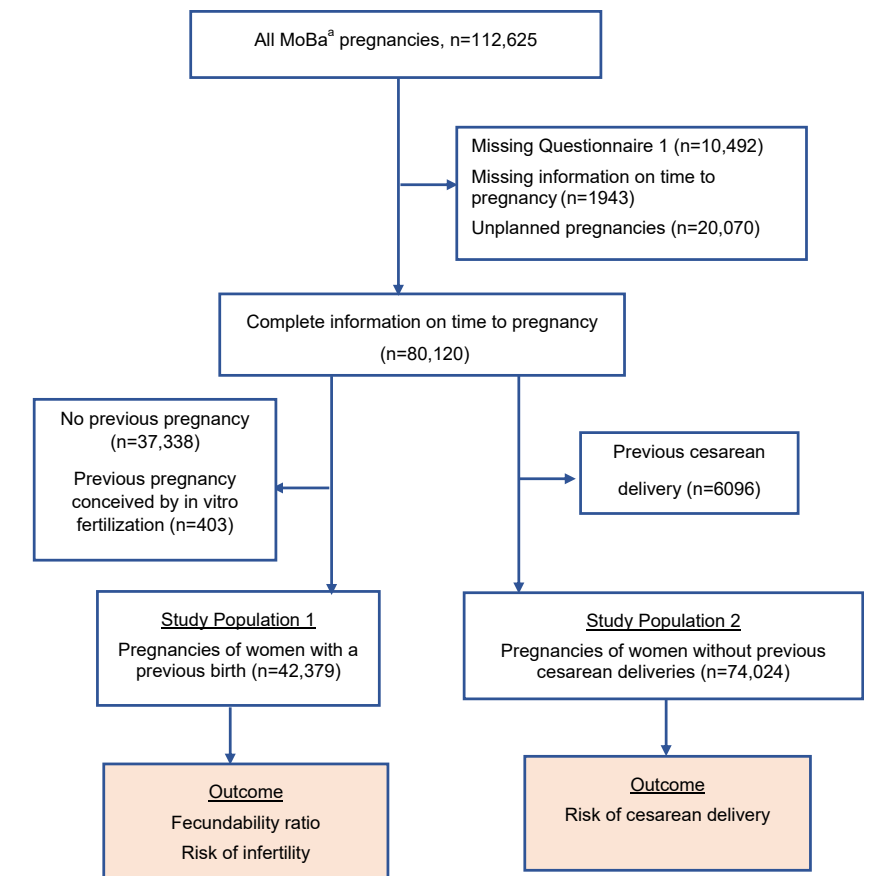 All MoBaᵃ pregnancies, n=112,625
Missing Questionnaire 1 (n=10,492)
Missing information on time to
pregnancy (n=1943)
Unplanned pregnancies (n=20,070)
Complete information on time to pregnancy
(n=80,120)
No previous pregnancy
(n=37,338)
Previous pregnancy
conceived by in vitro
fertilization (n=403)
Previous cesarean
delivery (n=6096)
Study Population 1
Pregnancies of women with a
previous birth (n=42,379)
Study Population 2
Pregnancies of women without previous
cesarean deliveries (n=74,024)
Outcome
Fecundability ratio
Risk of infertility
Outcome
Risk of cesarean delivery